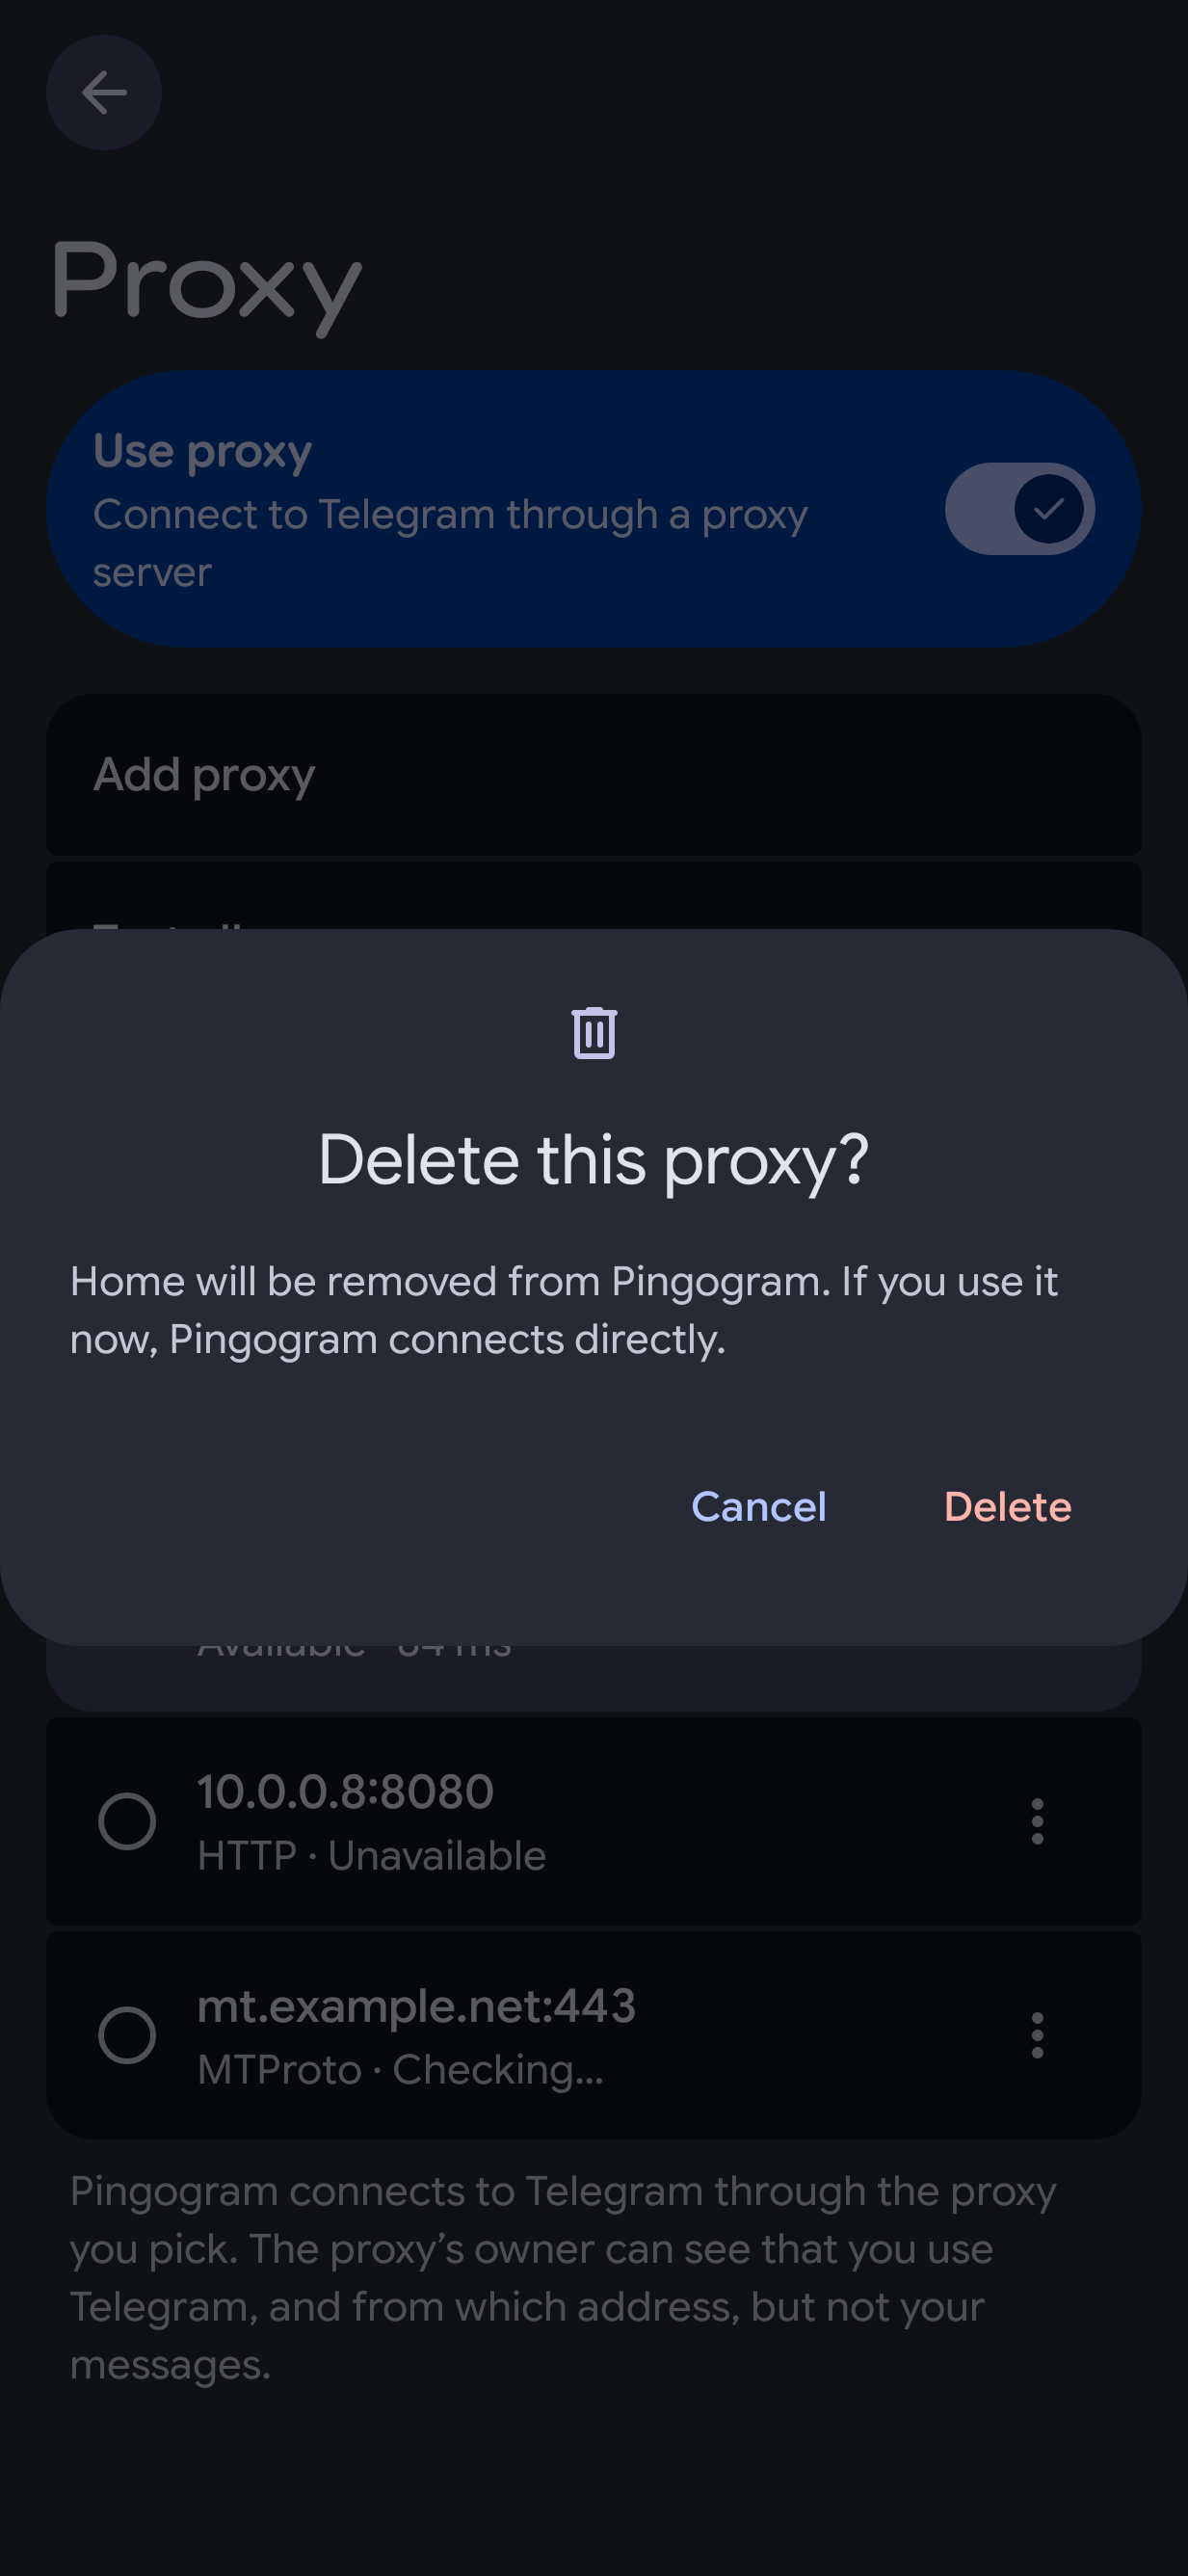 Proxy
Use proxy
Connect to Telegram through a proxy
server
Add proxy
Delete this proxy?
Home will be removed from Pingogram. If you use it
now, Pingogram connects directly.
Cancel
Delete
10.0.0.8:8080
HTTP · Unavailable
mt.example.net:443
MTProto · Checking...
Pingogram connects to Telegram through the proxy
you pick. The proxy’s owner can see that you use
Telegram, and from which address, but not your
messages.